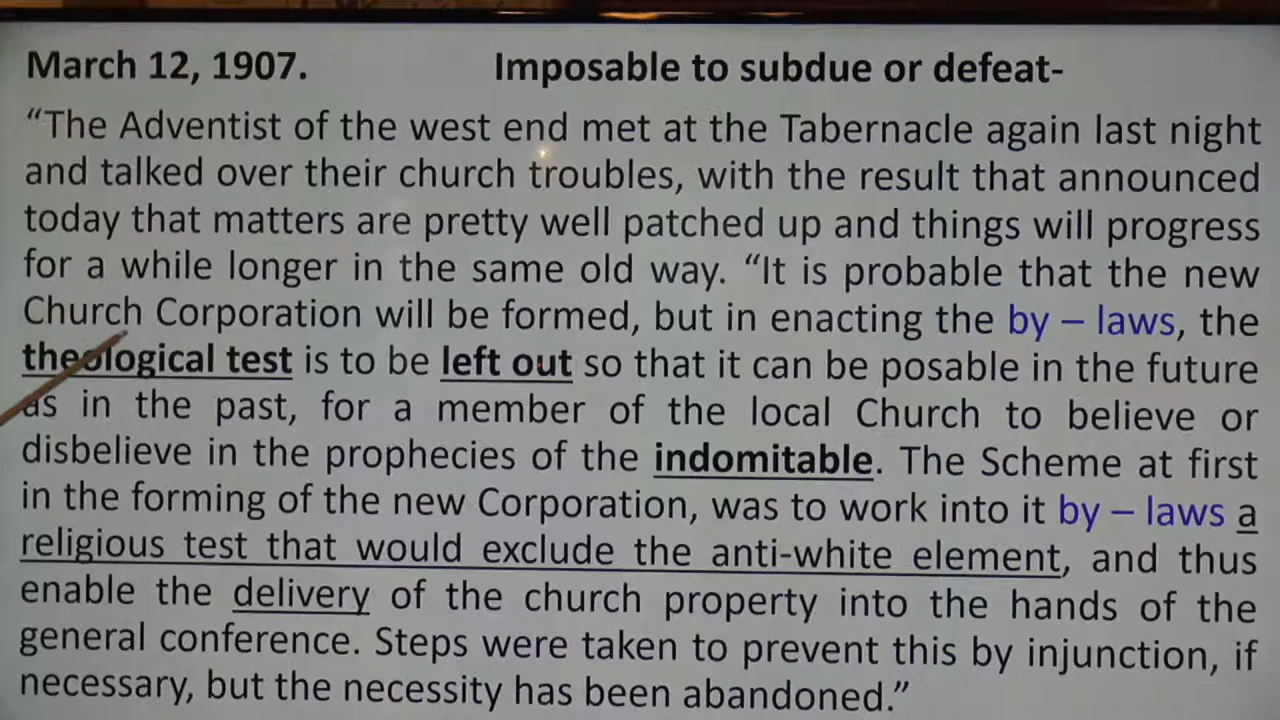 March 12, 1907. Imposable to subdue or defeat-
“The Adventist of the west end met at the Tabernacle again last night
and talked over their church troubles, with the result that announced
today that matters are pretty well patched up and things will progress
for a while longer in the same old way. “It is probable that the new
Church Corporation will be formed, but in enacting the by – laws, the
theological test is to be left out so that it can be posable in the future
as in the past, for a member of the local Church to believe or
disbelieve in the prophecies of the indomitable. The Scheme at first
in the forming of the new Corporation, was to work into it by – laws a
religious test that would exclude the anti-white element, and thus
enable the delivery of the church property into the hands of the
general conference. Steps were taken to prevent this by injunction, if
necessary, but the necessity has been abandoned.”